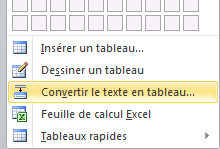 Insérer un tableau...
Dessiner un tableau
Convertir le texte en tableau...
Feuille de calcul Excel
Tableaux rapides